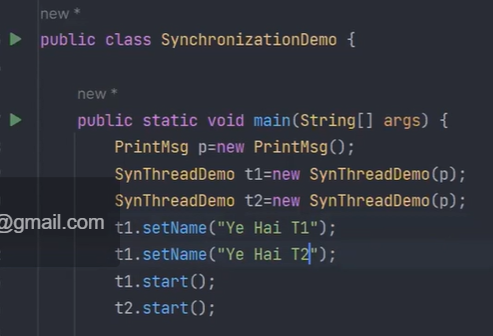 new *
public class SynchronizationDemo {
new *
public static void main(String[] args) {
PrintMsg p=new PrintMsg();
SynThreadDemo t1=new SynThreadDemo(p);
SynThreadDemo t2=new SynThreadDemo(p);
@gmail.com
t1.setName("Ye Hai T1");
t1.setName("Ye Hai T2");
t1.start();
t2.start();